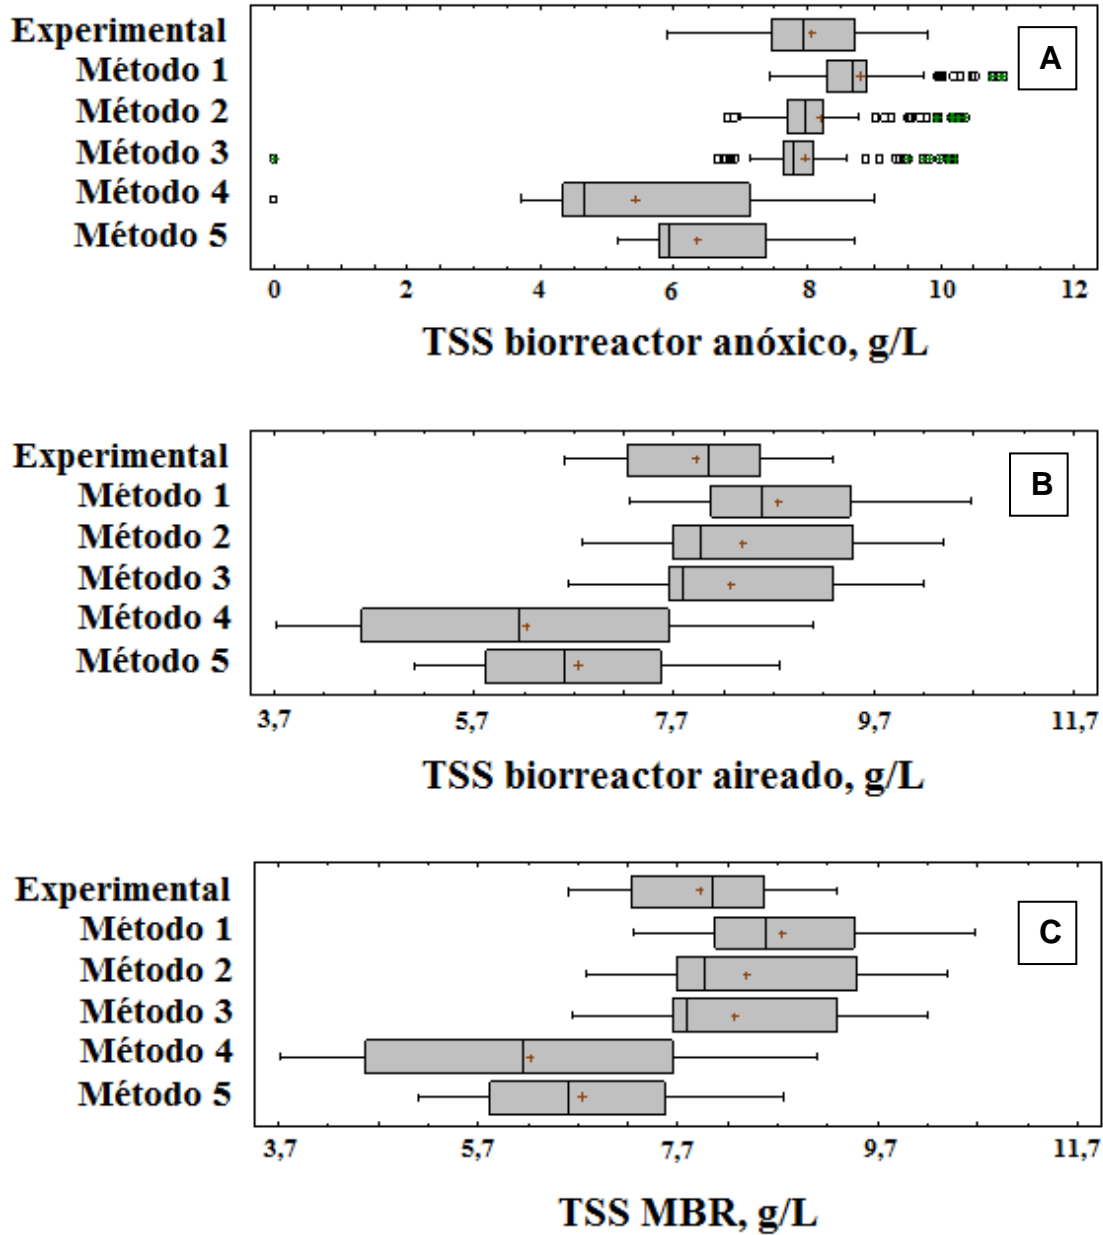 Experimental
A
Método 1
Método 2
Método 3
Método 4
Método 5
0 2 4 6 8 10 12
TSS biorreactor anóxico, g/L
Experimental
B
Método 1
Método 2
Método 3
Método 4
Método 5
3,7 5,7 7,7 9,7 11,7
TSS biorreactor aireado, g/L
Experimental
C
Método 1
Método 2
Método 3
Método 4
Método 5
3,7 5,7 7,7 9,7 11,7
TSS MBR, g/L